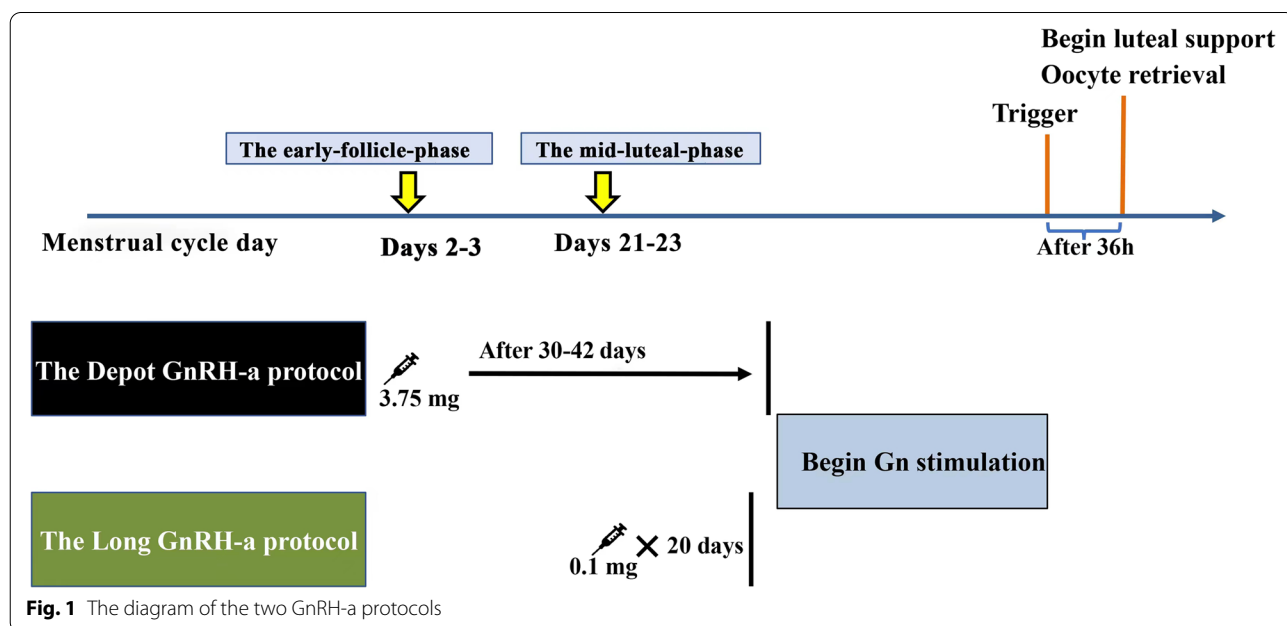 Begin luteal support
Oocyte retrieval
Trigger
The early-follicle-phase
The mid-luteal-phase
Menstrual cycle day
Days 2-3
Days 21-23
After 36h
The Depot GnRH-a protocol
3.75 mg
After 30-42 days
Begin Gn stimulation
The Long GnRH-a protocol
0.1 mg
× 20 days
Fig. 1 The diagram of the two GnRH-a protocols